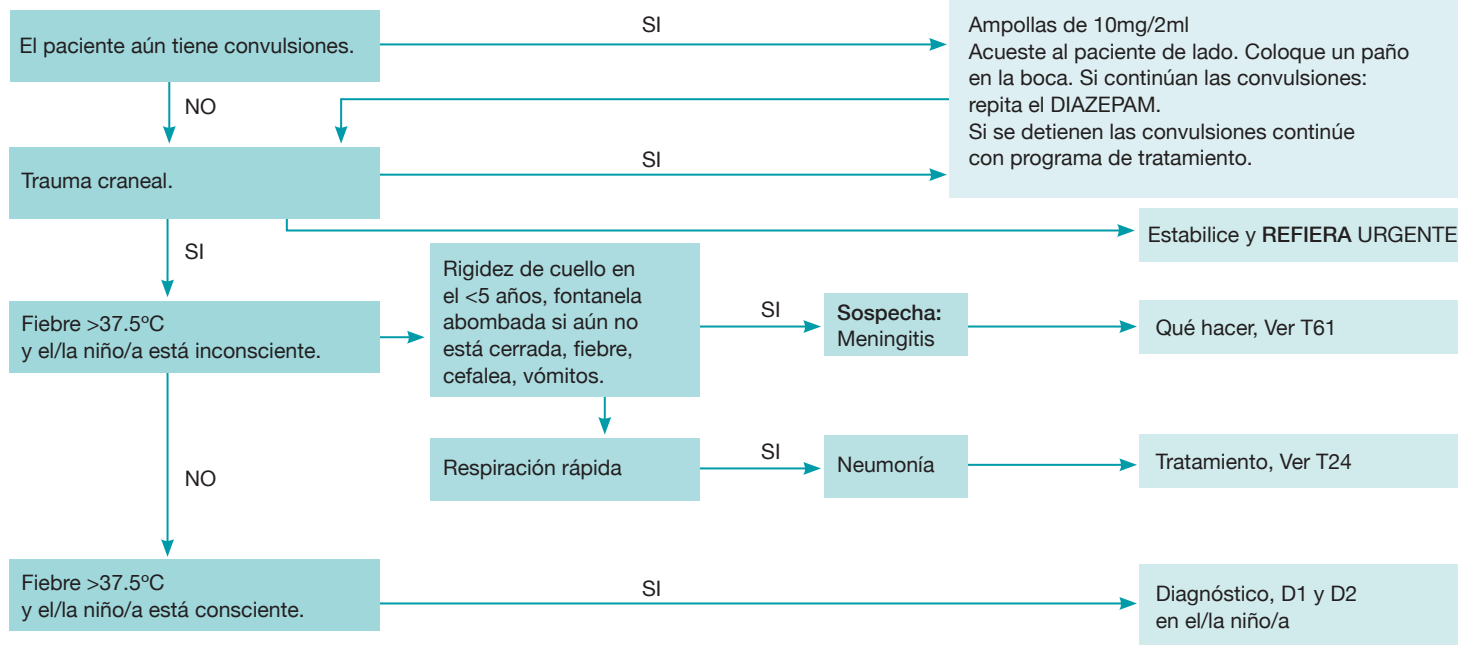 El paciente aún tiene convulsiones.
SI
Ampollas de 10mg/2ml
Acueste al paciente de lado. Coloque un paño
en la boca. Si continúan las convulsiones:
repita el DIAZEPAM.
Si se detienen las convulsiones continúe
con programa de tratamiento.
NO
Trauma craneal.
SI
Estabilice y REFIERA URGENTE
SI
Fiebre >37.5ºC
y el/la niño/a está inconsciente.
Rigidez de cuello en
el <5 años, fontanela
abombada si aún no
está cerrada, fiebre,
cefalea, vómitos.
SI
Sospecha:
Meningitis
Qué hacer, Ver T61
Respiración rápida
SI
Neumonía
Tratamiento, Ver T24
NO
Fiebre >37.5ºC
y el/la niño/a está consciente.
SI
Diagnóstico, D1 y D2
en el/la niño/a